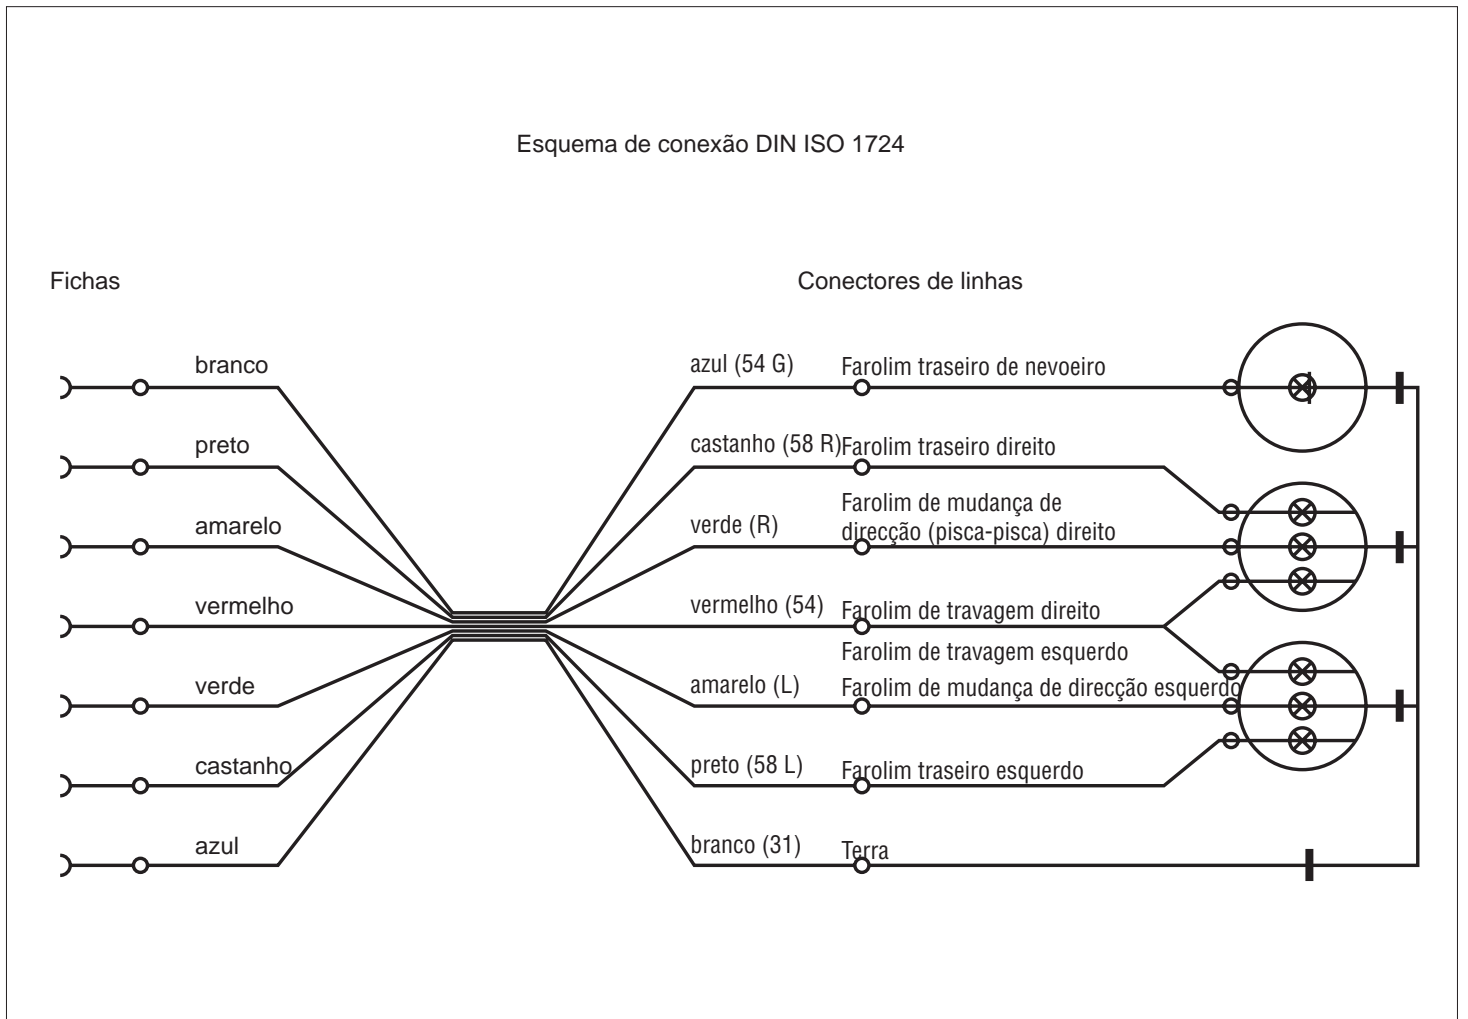 Esquema de conexão DIN ISO 1724
Fichas
Conectores de linhas
branco
azul (54 G)
Farolim traseiro de nevoeiro
preto
castanho (58 R)
Farolim traseiro direito
amarelo
verde (R)
Farolim de mudança de
direcção (pisca-pisca) direito
vermelho
vermelho (54)
Farolim de travagem direito
Farolim de travagem esquerdo
verde
amarelo (L)
Farolim de mudança de direcção esquerdo
castanho
preto (58 L)
Farolim traseiro esquerdo
azul
branco (31)
Terra